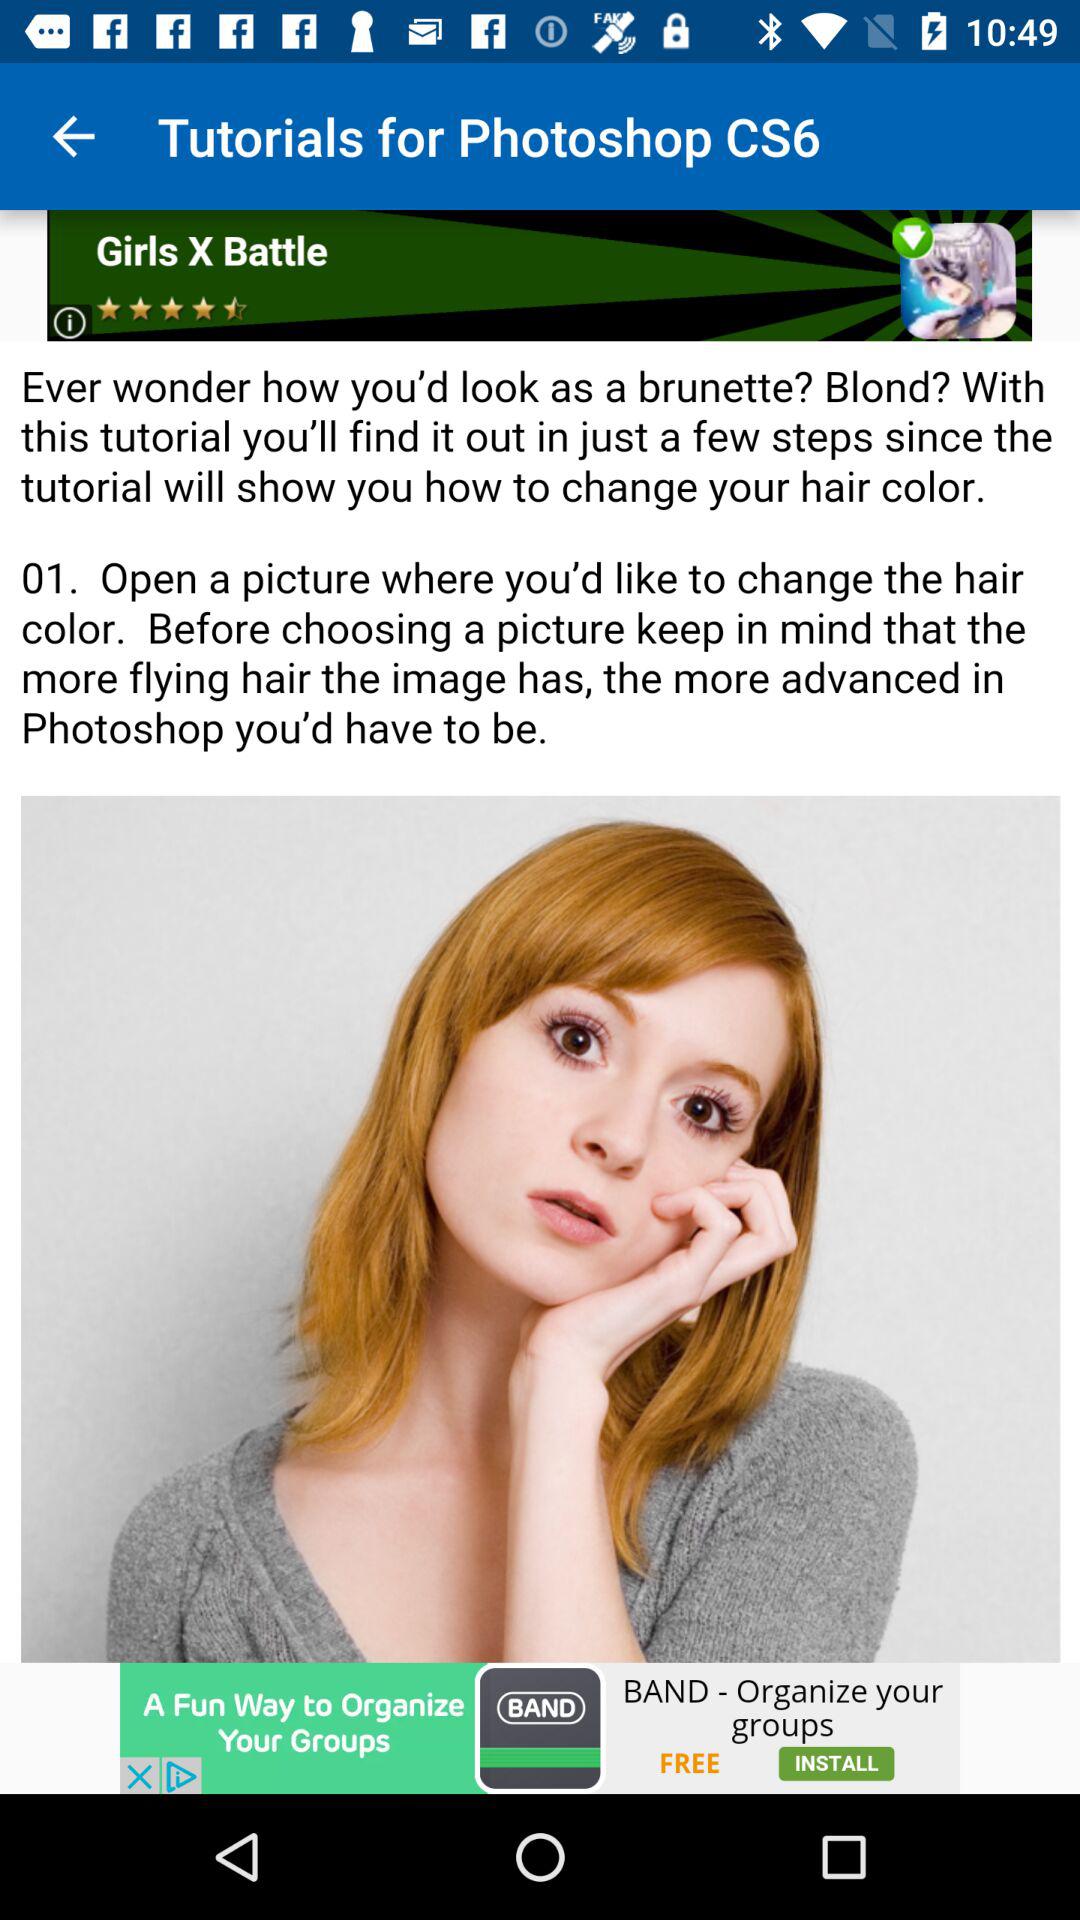 FAK
10:49
Tutorials for Photoshop CS6
Girls X Battle
Ever wonder how you’d look as a brunette? Blond? With
this tutorial you’ll find it out in just a few steps since the
tutorial will show you how to change your hair color.
01.  Open a picture where you’d like to change the hair
color.  Before choosing a picture keep in mind that the
more flying hair the image has, the more advanced in
Photoshop you’d have to be.
A Fun Way to Organize
Your Groups
BAND
BAND - Organize your
groups
FREE
INSTALL